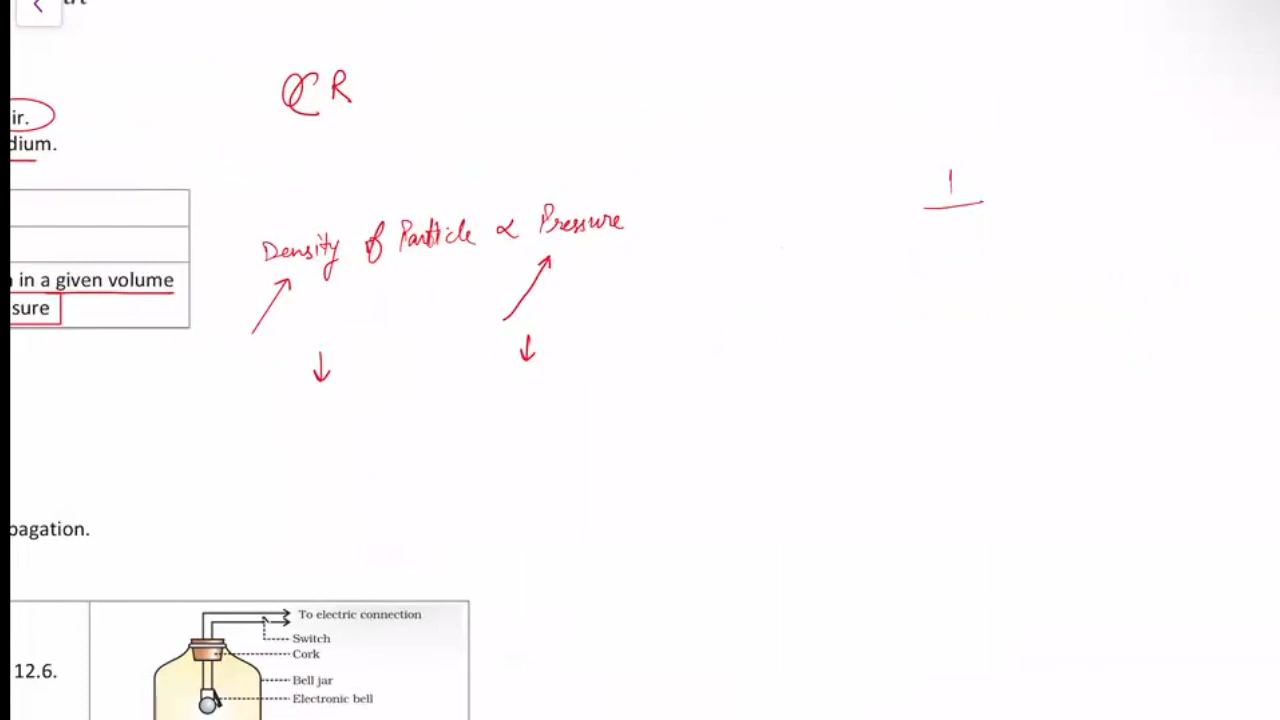 CR
ir.
dium.
Density of Particle ∝ Pressure
1
in a given volume
sure
pagation.
To electric connection
Switch
Cork
12.6.
Bell jar
Electronic bell